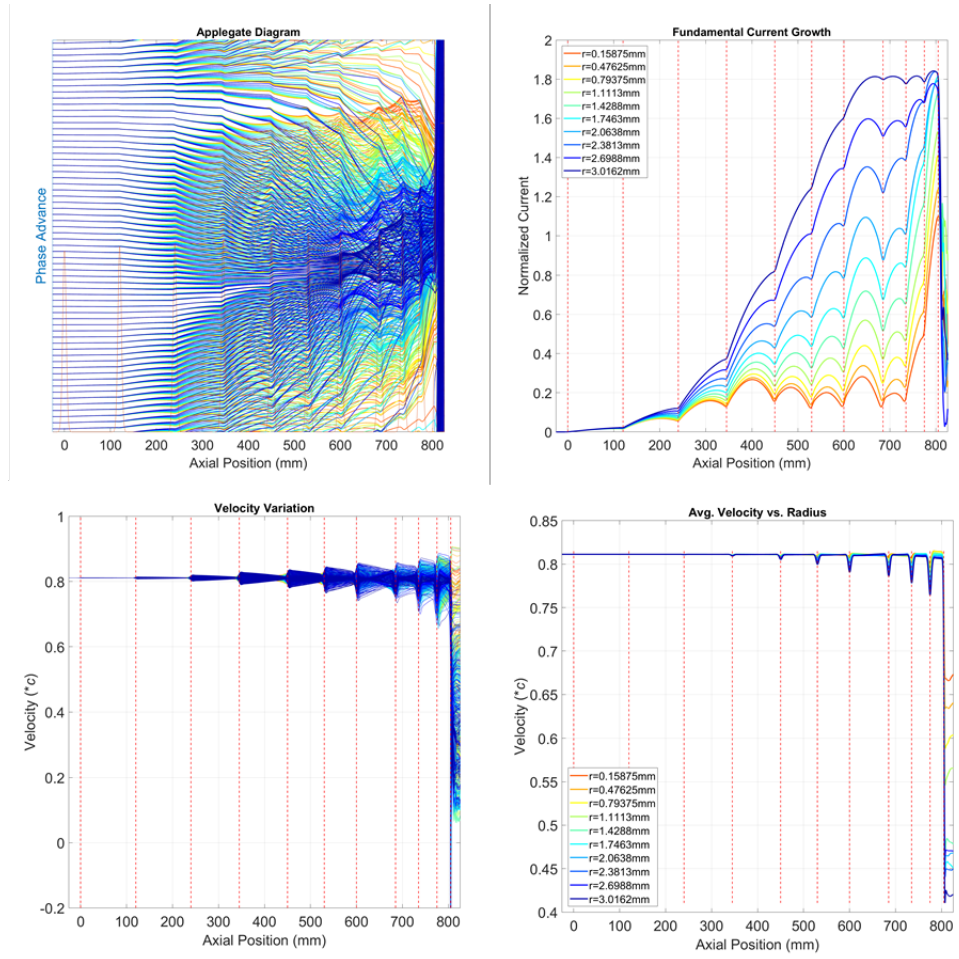 Applegate Diagram
Phase Advance
0 100 200 300 400 500 600 700 800
Axial Position (mm)
Fundamental Current Growth
2
1.8
1.6
1.4
1.2
1
0.8
0.6
0.4
0.2
0
Normalized Current
r=0.15875mm
r=0.47625mm
r=0.79375mm
r=1.1113mm
r=1.4288mm
r=1.7463mm
r=2.0638mm
r=2.3813mm
r=2.6988mm
r=3.0162mm
0 100 200 300 400 500 600 700 800
Axial Position (mm)
Velocity Variation
1
0.8
0.6
0.4
0.2
0
-0.2
Velocity (*c)
0 100 200 300 400 500 600 700 800
Axial Position (mm)
Avg. Velocity vs. Radius
0.85
0.8
0.75
0.7
0.65
0.6
0.55
0.5
0.45
0.4
Velocity (*c)
r=0.15875mm
r=0.47625mm
r=0.79375mm
r=1.1113mm
r=1.4288mm
r=1.7463mm
r=2.0638mm
r=2.3813mm
r=2.6988mm
r=3.0162mm
0 100 200 300 400 500 600 700 800
Axial Position (mm)